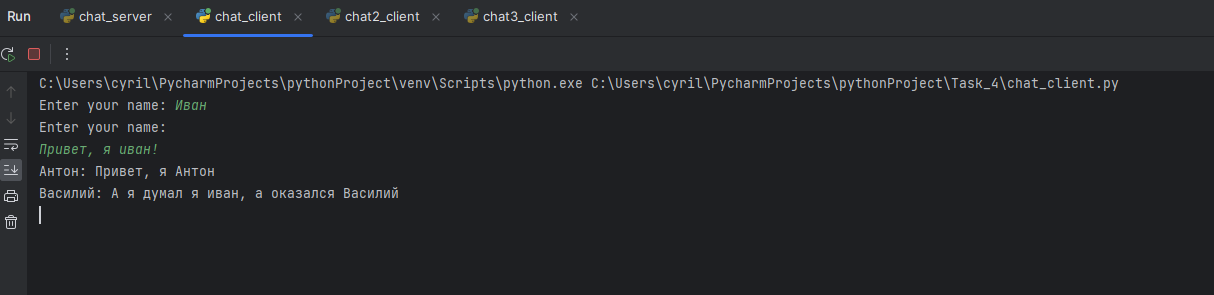 Run chat_server × chat_client × chat2_client × chat3_client ×
C:\Users\cyril\PycharmProjects\pythonProject\venv\Scripts\python.exe C:\Users\cyril\PycharmProjects\pythonProject\Task_4\chat_client.py
Enter your name: Иван
Enter your name:
Привет, я иван!
Антон: Привет, я Антон
Василий: А я думал я иван, а оказался Василий